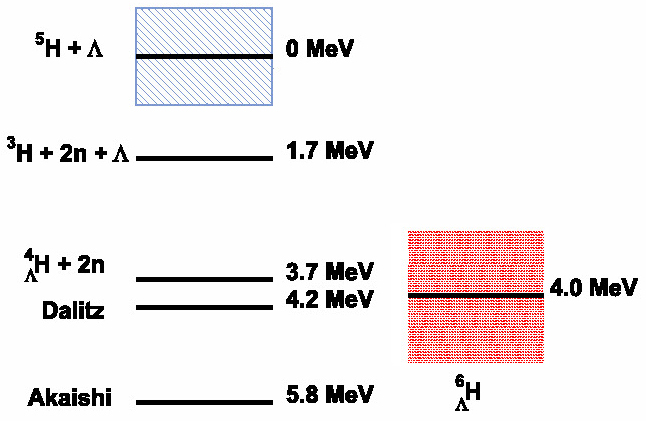 ⁵H + Λ 0 MeV
³H + 2n + Λ 1.7 MeV
⁴ΛH + 2n 3.7 MeV
Dalitz 4.2 MeV
4.0 MeV
Akaishi 5.8 MeV
⁶ΛH